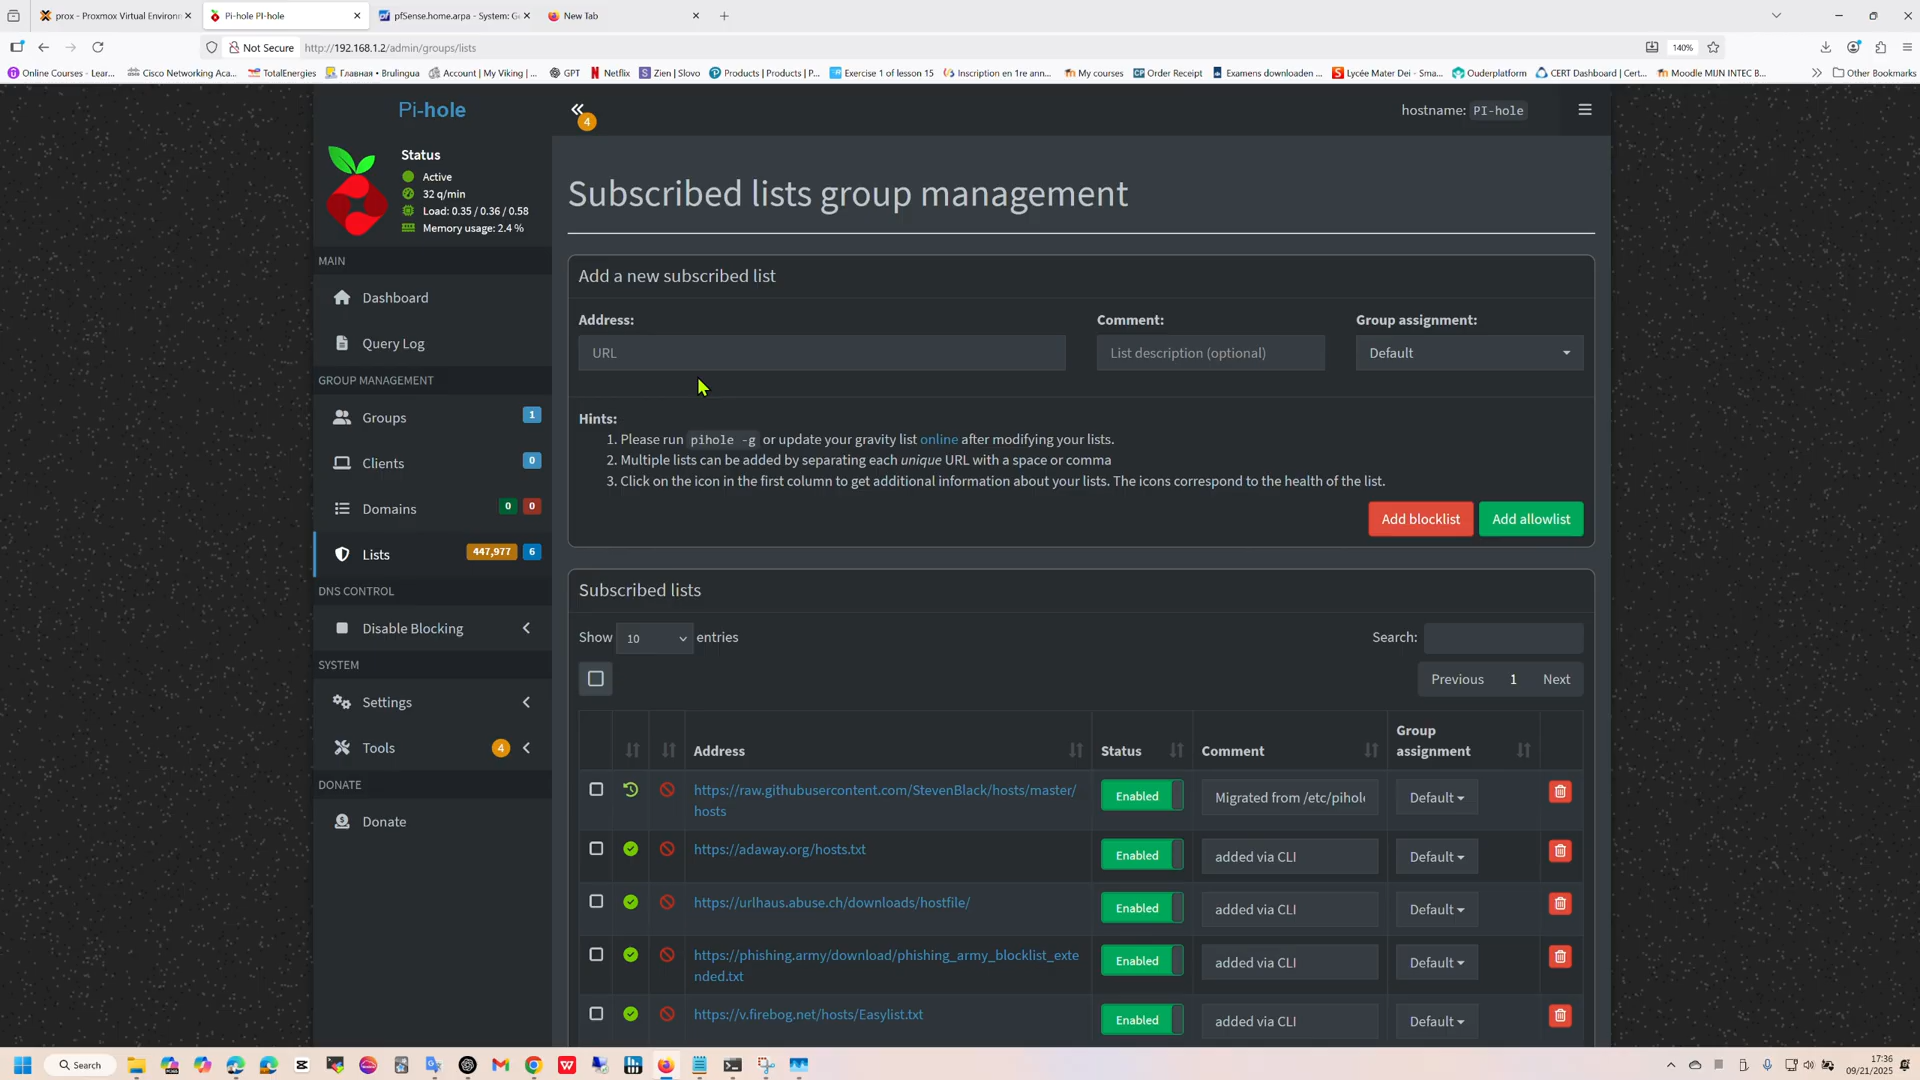 prox - Proxmox Virtual Environm
Pi-hole PI-hole
pfSense.home.arpa - System: Ge
New Tab
Not Secure
http://192.168.1.2/admin/groups/lists
140%
Online Courses - Lear...
Cisco Networking Aca...
TotalEnergies
Главная • Brulingua
Account | My Viking |...
GPT
Netflix
Zien | Slovo
Products | Products | P...
Exercise 1 of lesson 15
Inscription en 1re ann...
My courses
Order Receipt
Examens downloaden ...
Lycée Mater Dei - Sma...
Ouderplatform
CERT Dashboard | Cert...
Moodle MIJN INTEC B...
Other Bookmarks
Pi-hole
4
hostname: PI-hole
Status
Active
32 q/min
Load: 0.35 / 0.36 / 0.58
Memory usage: 2.4 %
MAIN
Dashboard
Query Log
GROUP MANAGEMENT
Groups 1
Clients 0
Domains 0 0
Lists 447,977 6
DNS CONTROL
Disable Blocking
SYSTEM
Settings
Tools 4
DONATE
Donate
Subscribed lists group management
Add a new subscribed list
Address:
URL
Comment:
List description (optional)
Group assignment:
Default
Hints:
1. Please run pihole -g or update your gravity list online after modifying your lists.
2. Multiple lists can be added by separating each unique URL with a space or comma
3. Click on the icon in the first column to get additional information about your lists. The icons correspond to the health of the list.
Add blocklist
Add allowlist
Subscribed lists
Show 10 entries
Search:
Previous 1 Next
Address
Status
Comment
Group
assignment
https://raw.githubusercontent.com/StevenBlack/hosts/master/
hosts
Enabled
Migrated from /etc/pihole
Default
https://adaway.org/hosts.txt
Enabled
added via CLI
Default
https://urlhaus.abuse.ch/downloads/hostfile/
Enabled
added via CLI
Default
https://phishing.army/download/phishing_army_blocklist_exte
nded.txt
Enabled
added via CLI
Default
https://v.firebog.net/hosts/Easylist.txt
Enabled
added via CLI
Default
Search
17:36
09/21/2025